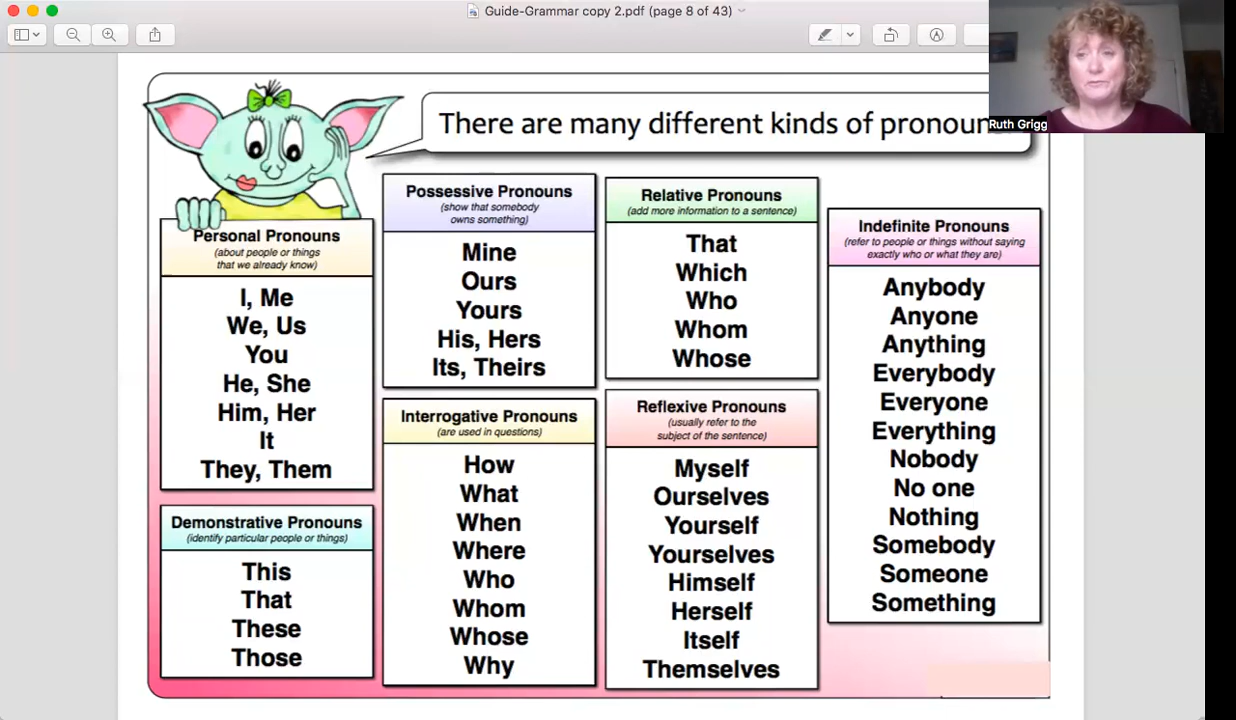 Guide-Grammar copy 2.pdf (page 8 of 43)
Ruth Grigg
There are many different kinds of pronoun
Personal Pronouns
(about people or things
that we already know)
I, Me
We, Us
You
He, She
Him, Her
It
They, Them
Demonstrative Pronouns
(identify particular people or things)
This
That
These
Those
Possessive Pronouns
(show that somebody
owns something)
Mine
Ours
Yours
His, Hers
Its, Theirs
Interrogative Pronouns
(are used in questions)
How
What
When
Where
Who
Whom
Whose
Why
Relative Pronouns
(add more information to a sentence)
That
Which
Who
Whom
Whose
Reflexive Pronouns
(usually refer to the
subject of the sentence)
Myself
Ourselves
Yourself
Yourselves
Himself
Herself
Itself
Themselves
Indefinite Pronouns
(refer to people or things without saying
exactly who or what they are)
Anybody
Anyone
Anything
Everybody
Everyone
Everything
Nobody
No one
Nothing
Somebody
Someone
Something